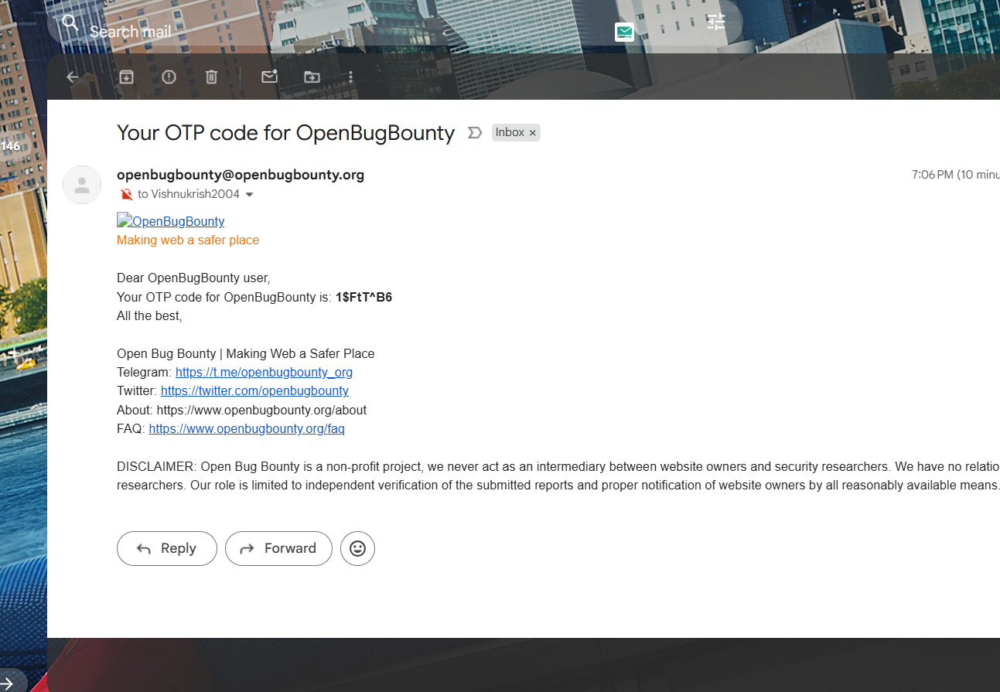 Search mail
146
Your OTP code for OpenBugBounty
Inbox ×
openbugbounty@openbugbounty.org
7:06 PM (10 minu
to Vishnukrish2004
OpenBugBounty
Making web a safer place
Dear OpenBugBounty user,
Your OTP code for OpenBugBounty is: 1$FtT^B6
All the best,
Open Bug Bounty | Making Web a Safer Place
Telegram: https://t.me/openbugbounty_org
Twitter: https://twitter.com/openbugbounty
About: https://www.openbugbounty.org/about
FAQ: https://www.openbugbounty.org/faq
DISCLAIMER: Open Bug Bounty is a non-profit project, we never act as an intermediary between website owners and security researchers. We have no relatio
researchers. Our role is limited to independent verification of the submitted reports and proper notification of website owners by all reasonably available means.
Reply
Forward